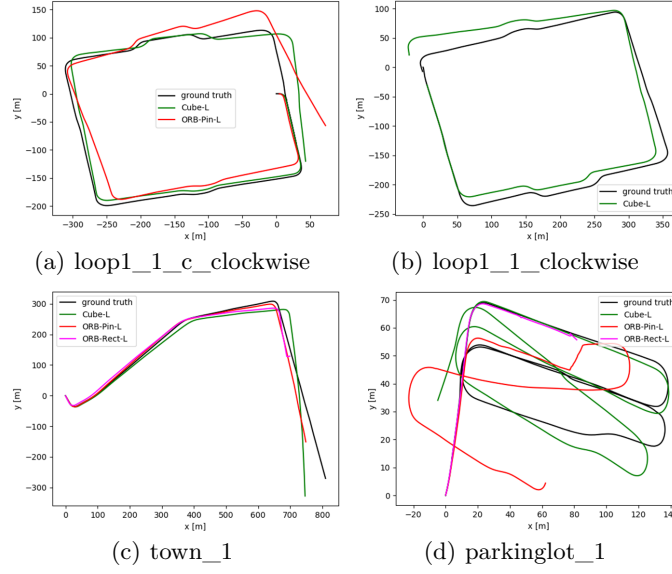 100
50
0
−50
−100
−150
−200
y [m]
ground truth
Cube-L
ORB-Pin-L
−300 −250 −200 −150 −100 −50 0 50
x [m]
(a) loop1_1_c_clockwise
100
50
0
−50
−100
−150
−200
−250
y [m]
ground truth
Cube-L
0 50 100 150 200 250 300 350
x [m]
(b) loop1_1_clockwise
300
200
100
0
−100
−200
−300
y [m]
ground truth
Cube-L
ORB-Pin-L
ORB-Rect-L
0 100 200 300 400 500 600 700 800
x [m]
(c) town_1
70
60
50
40
30
20
10
0
y [m]
ground truth
Cube-L
ORB-Pin-L
ORB-Rect-L
−20 0 20 40 60 80 100 120
x [m]
(d) parkinglot_1